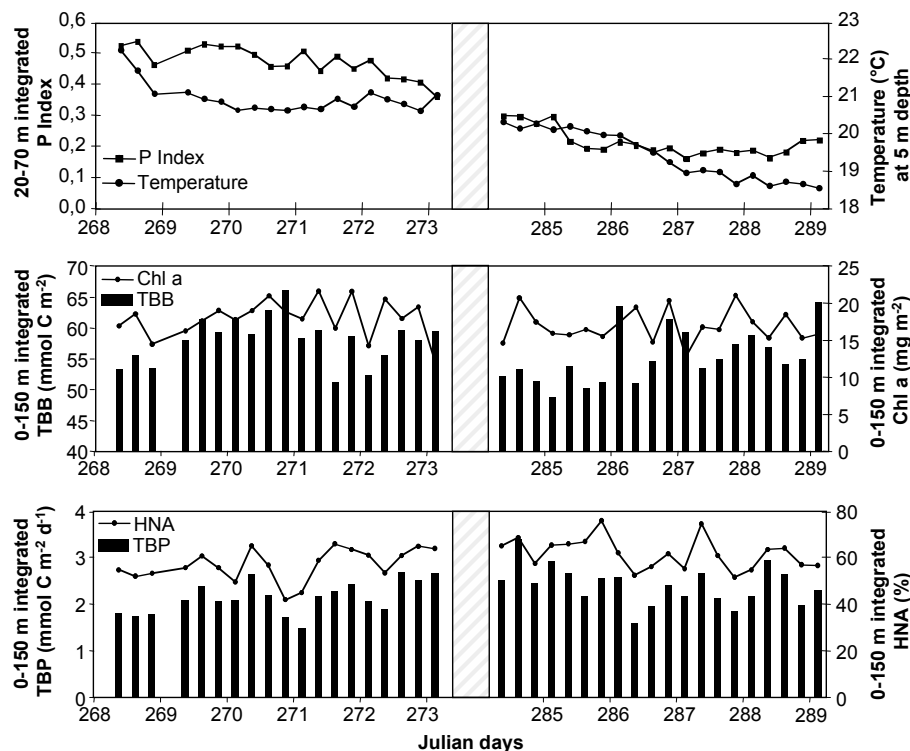 20-70 m integrated
P Index
0,6
0,5
0,4
0,3
0,2
0,1
0,0
P Index
Temperature
23
22
21
20
19
18
Temperature (°C)
at 5 m depth
268 269 270 271 272 273 285 286 287 288 289
0-150 m integrated
TBB (mmol C m-2)
70
65
60
55
50
45
40
Chl a
TBB
25
20
15
10
5
0
0-150 m integrated
Chl a (mg m-2)
268 269 270 271 272 273 285 286 287 288 289
0-150 m integrated
TBP (mmol C m-2 d-1)
4
3
2
1
0
HNA
TBP
80
60
40
20
0
0-150 m integrated
HNA (%)
268 269 270 271 272 273 285 286 287 288 289
Julian days